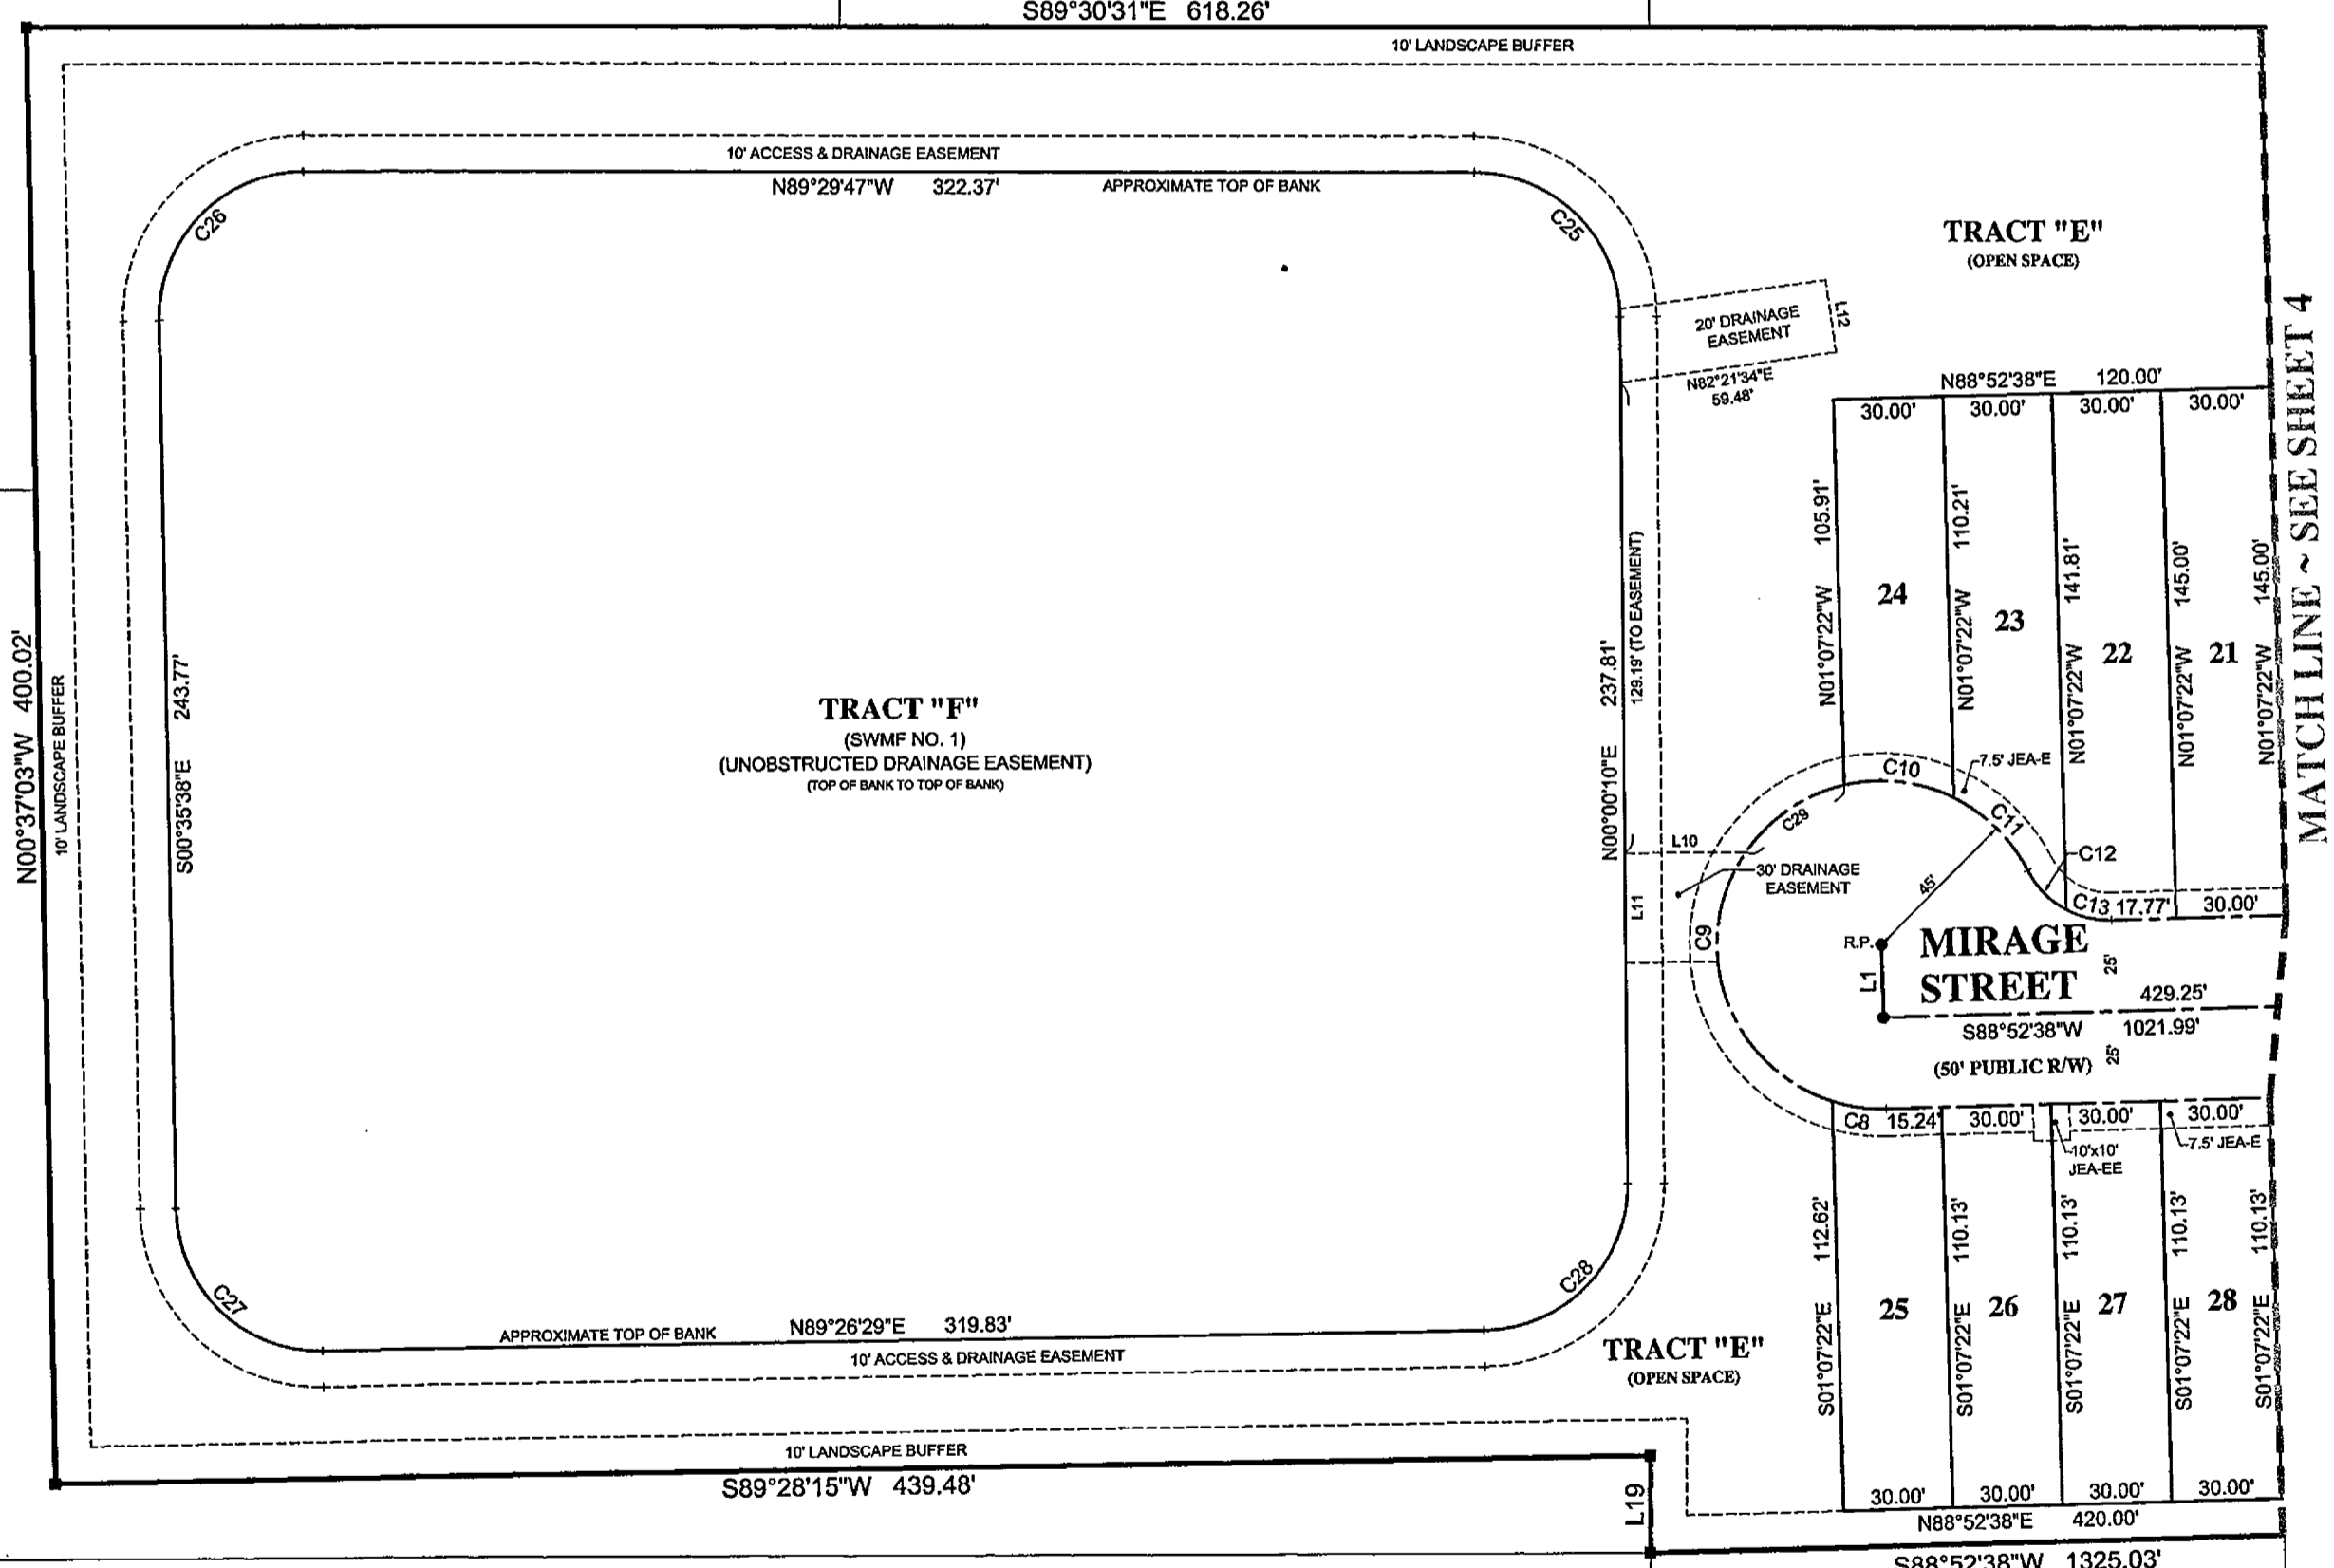 S89°30'31"E 618.26'
10' LANDSCAPE BUFFER
10' ACCESS & DRAINAGE EASEMENT
N89°29'47"W 322.37' APPROXIMATE TOP OF BANK
C26
C25
TRACT "E"
(OPEN SPACE)
20' DRAINAGE
EASEMENT
L12
N82°21'34"E
59.48'
N88°52'38"E 120.00'
30.00' 30.00' 30.00' 30.00'
MATCH LINE ~ SEE SHEET 4
N00°37'03"W 400.02'
10' LANDSCAPE BUFFER
S00°35'38"E 243.77'
TRACT "F"
(SWMF NO. 1)
(UNOBSTRUCTED DRAINAGE EASEMENT)
(TOP OF BANK TO TOP OF BANK)
N00°00'10"E 237.81'
129.19' (TO EASEMENT)
N01°07'22"W 105.91'
24
N01°07'22"W 110.21'
23
N01°07'22"W 141.81'
22
N01°07'22"W 145.00'
21
N01°07'22"W 145.00'
C10
7.5' JEA-E
C29
C11
L10
C12
30' DRAINAGE
EASEMENT
45'
L11
C9
C13 17.77' 30.00'
R.P.
L1
MIRAGE
STREET
25'
429.25'
S88°52'38"W 1021.99'
(50' PUBLIC R/W)
25'
C8 15.24' 30.00' 30.00' 30.00'
10'x10'
JEA-EE
7.5' JEA-E
S01°07'22"E 112.62'
25
S01°07'22"E 110.13'
26
S01°07'22"E 110.13'
27
S01°07'22"E 110.13'
28
S01°07'22"E 110.13'
C27
C28
APPROXIMATE TOP OF BANK N89°26'29"E 319.83'
10' ACCESS & DRAINAGE EASEMENT
TRACT "E"
(OPEN SPACE)
10' LANDSCAPE BUFFER
S89°28'15"W 439.48'
L19
30.00' 30.00' 30.00' 30.00'
N88°52'38"E 420.00'
S88°52'38"W 1325.03'